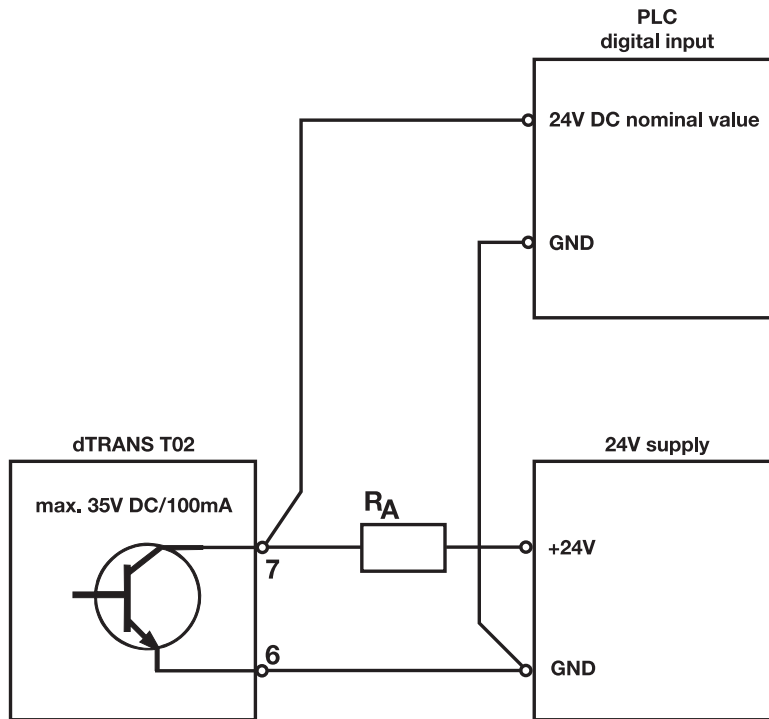 PLC
digital input
24V DC nominal value
GND
dTRANS T02
24V supply
max. 35V DC/100mA
RA
+24V
7
6
GND